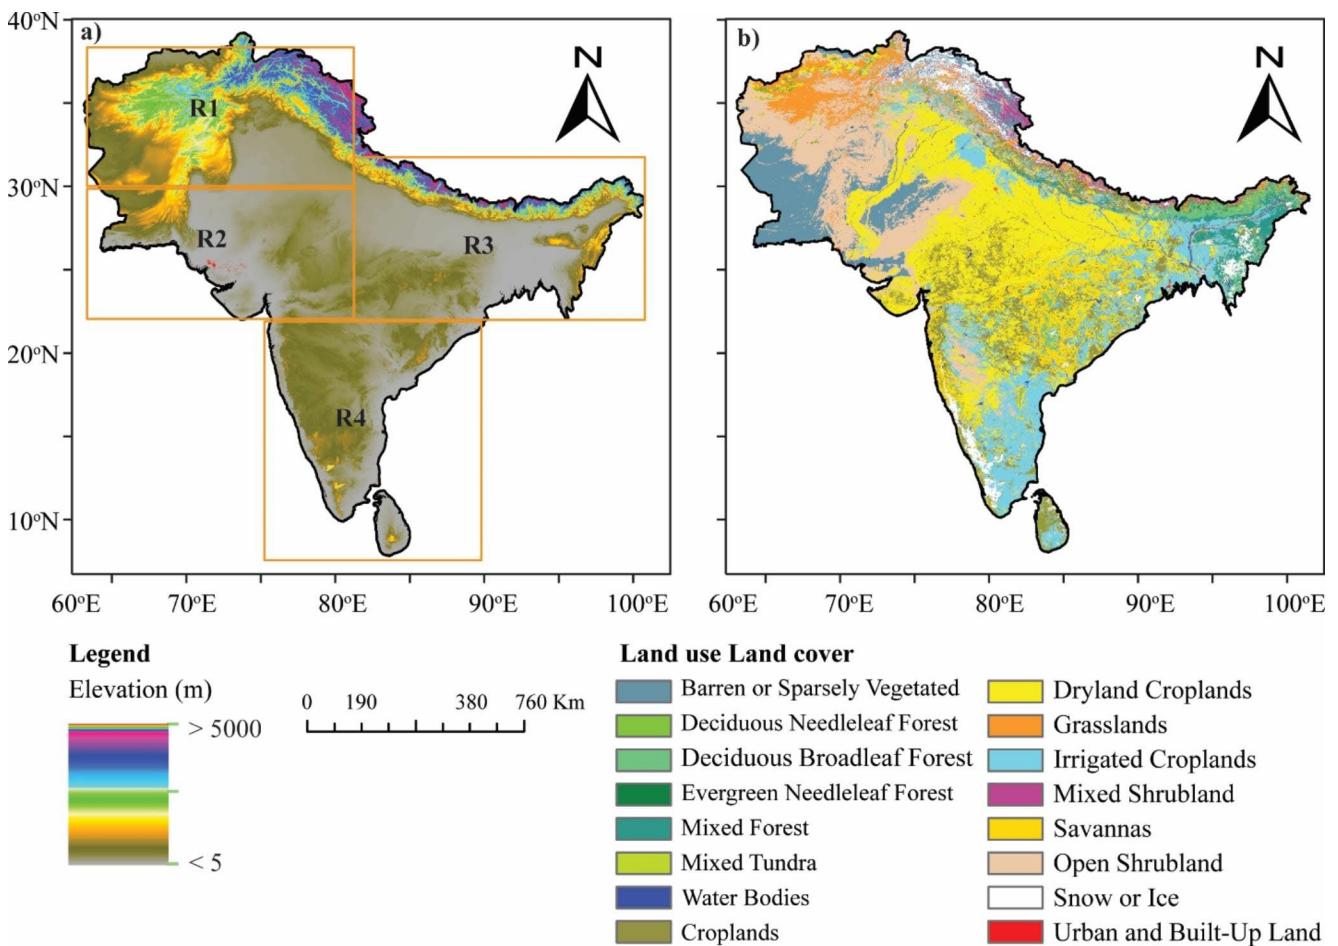 40°N
a)
N
b)
N
R1
30°N
R2
R3
20°N
R4
10°N
60°E 70°E 80°E 90°E 100°E
60°E 70°E 80°E 90°E 100°E
Legend
Elevation (m)
> 5000
< 5
0 190 380 760 Km
Land use Land cover
Barren or Sparsely Vegetated
Deciduous Needleleaf Forest
Deciduous Broadleaf Forest
Evergreen Needleleaf Forest
Mixed Forest
Mixed Tundra
Water Bodies
Croplands
Dryland Croplands
Grasslands
Irrigated Croplands
Mixed Shrubland
Savannas
Open Shrubland
Snow or Ice
Urban and Built-Up Land